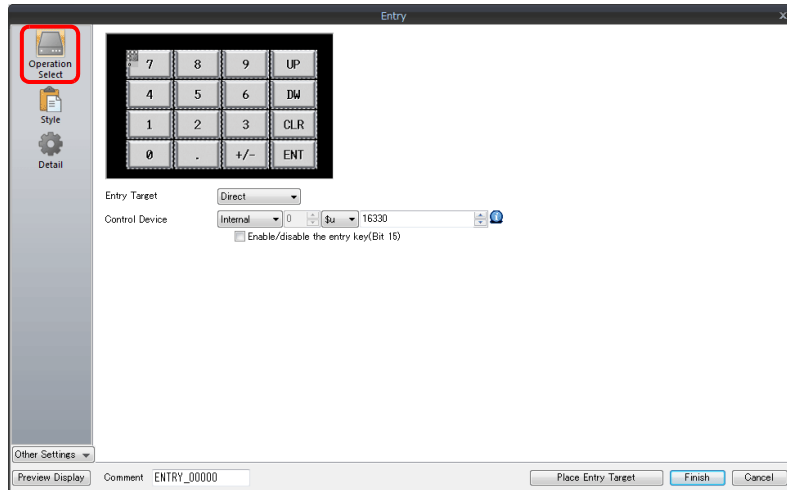 Entry
X
Operation
Select
Style
Detail
7 8 9 UP
4 5 6 DW
1 2 3 CLR
0 . +/- ENT
Entry Target Direct
Control Device Internal 0 $u 16330
Enable/disable the entry key(Bit 15)
Other Settings
Preview Display Comment ENTRY_00000 Place Entry Target Finish Cancel